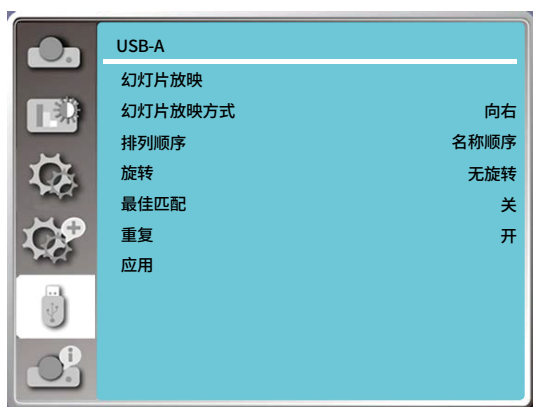 USB-A
幻灯片放映
幻灯片放映方式 向右
排列顺序 名称顺序
旋转 无旋转
最佳匹配 关
重复 开
应用